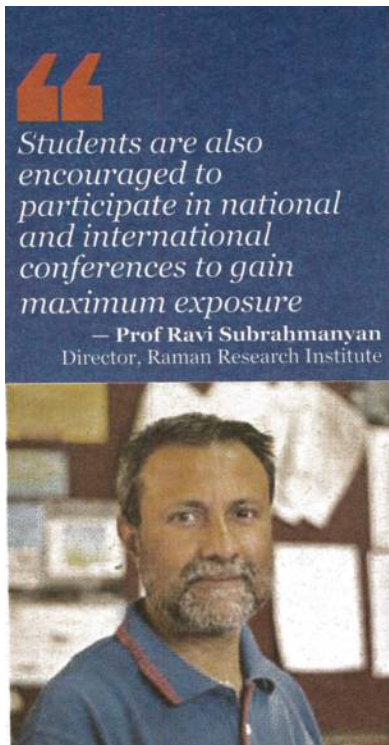 “
Students are also
encouraged to
participate in national
and international
conferences to gain
maximum exposure
— Prof Ravi Subrahmanyan
Director, Raman Research Institute